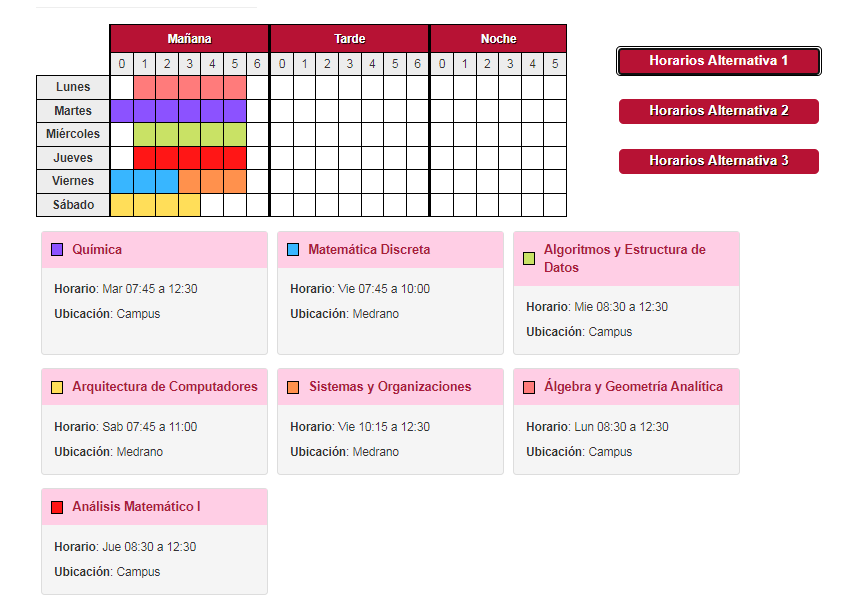 Mañana Tarde Noche
0 1 2 3 4 5 6 0 1 2 3 4 5 6 0 1 2 3 4 5
Lunes
Martes
Miércoles
Jueves
Viernes
Sábado
Horarios Alternativa 1
Horarios Alternativa 2
Horarios Alternativa 3
Química
Horario: Mar 07:45 a 12:30
Ubicación: Campus
Matemática Discreta
Horario: Vie 07:45 a 10:00
Ubicación: Medrano
Algoritmos y Estructura de
Datos
Horario: Mie 08:30 a 12:30
Ubicación: Campus
Arquitectura de Computadores
Horario: Sab 07:45 a 11:00
Ubicación: Medrano
Sistemas y Organizaciones
Horario: Vie 10:15 a 12:30
Ubicación: Medrano
Álgebra y Geometría Analítica
Horario: Lun 08:30 a 12:30
Ubicación: Campus
Análisis Matemático I
Horario: Jue 08:30 a 12:30
Ubicación: Campus